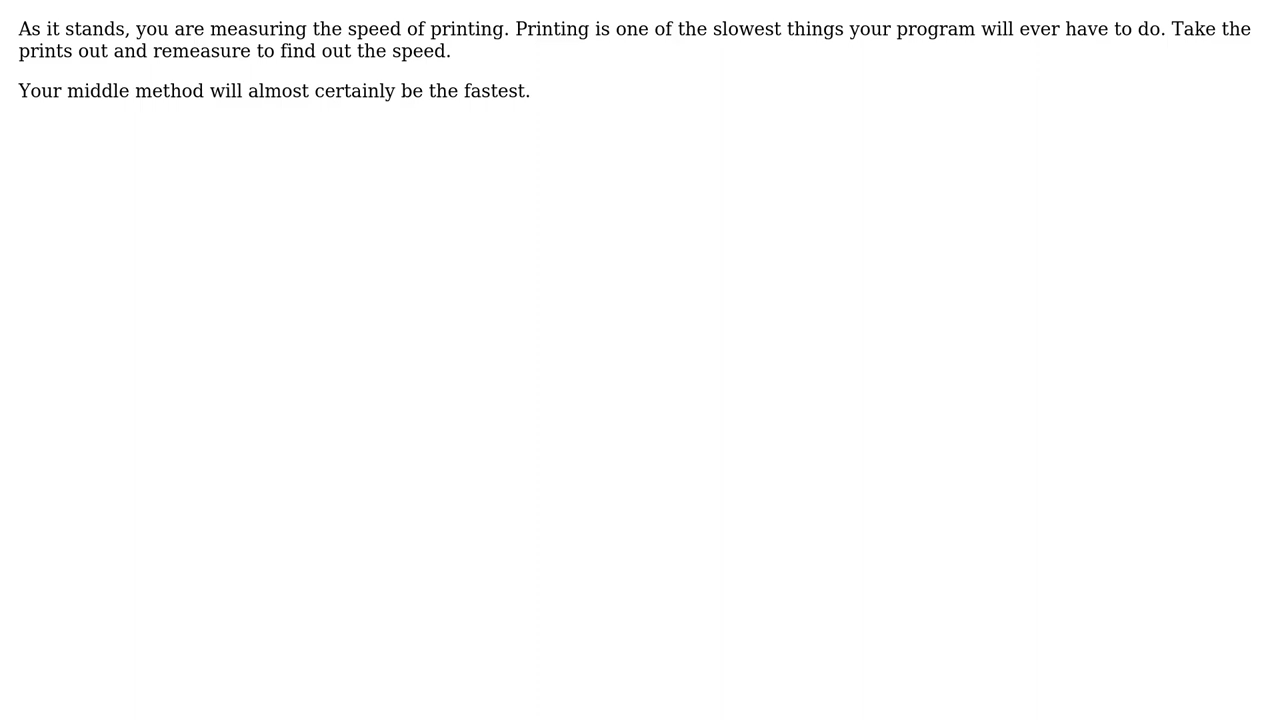 As it stands, you are measuring the speed of printing. Printing is one of the slowest things your program will ever have to do. Take the
prints out and remeasure to find out the speed.
Your middle method will almost certainly be the fastest.